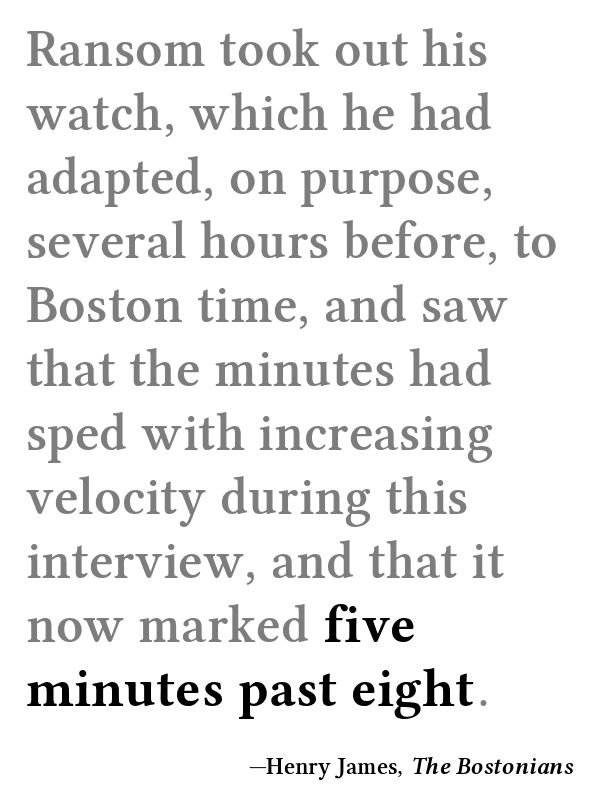 Ransom took out his
watch, which he had
adapted, on purpose,
several hours before, to
Boston time, and saw
that the minutes had
sped with increasing
velocity during this
interview, and that it
now marked five
minutes past eight.
—Henry James, The Bostonians